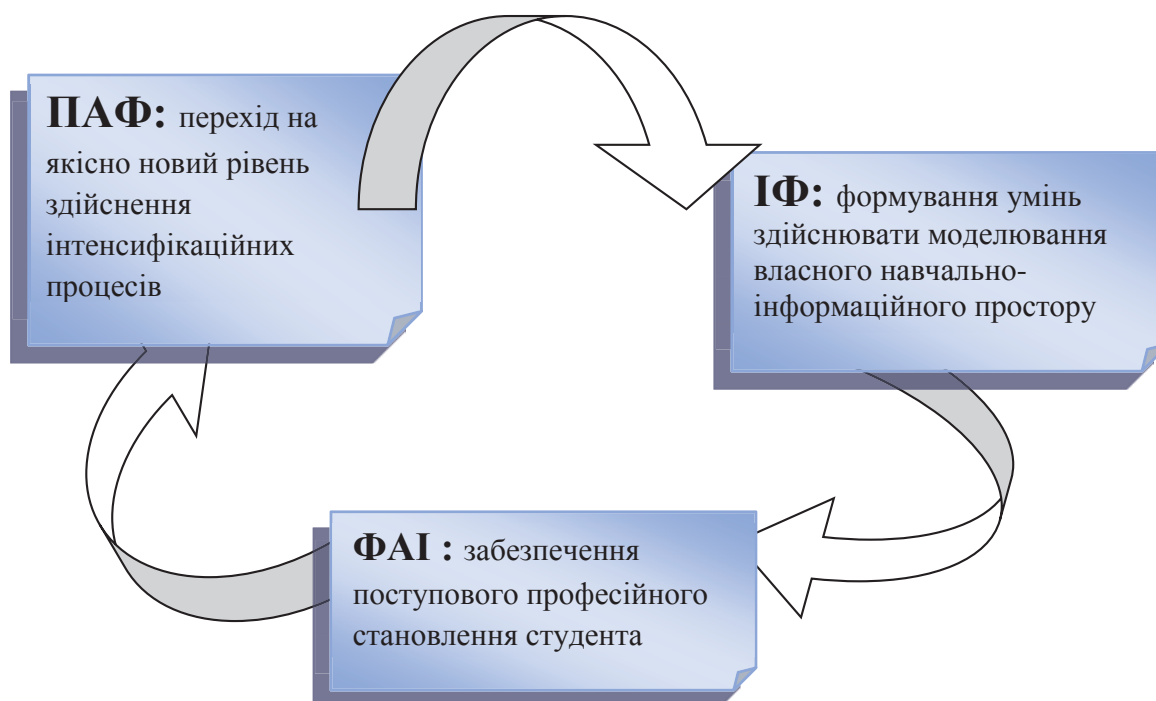 ПАФ: перехід на
якісно новий рівень
здійснення
інтенсифікаційних
процесів
ІФ: формування умінь
здійснювати моделювання
власного навчально-
інформаційного простору
ФАІ : забезпечення
поступового професійного
становлення студента